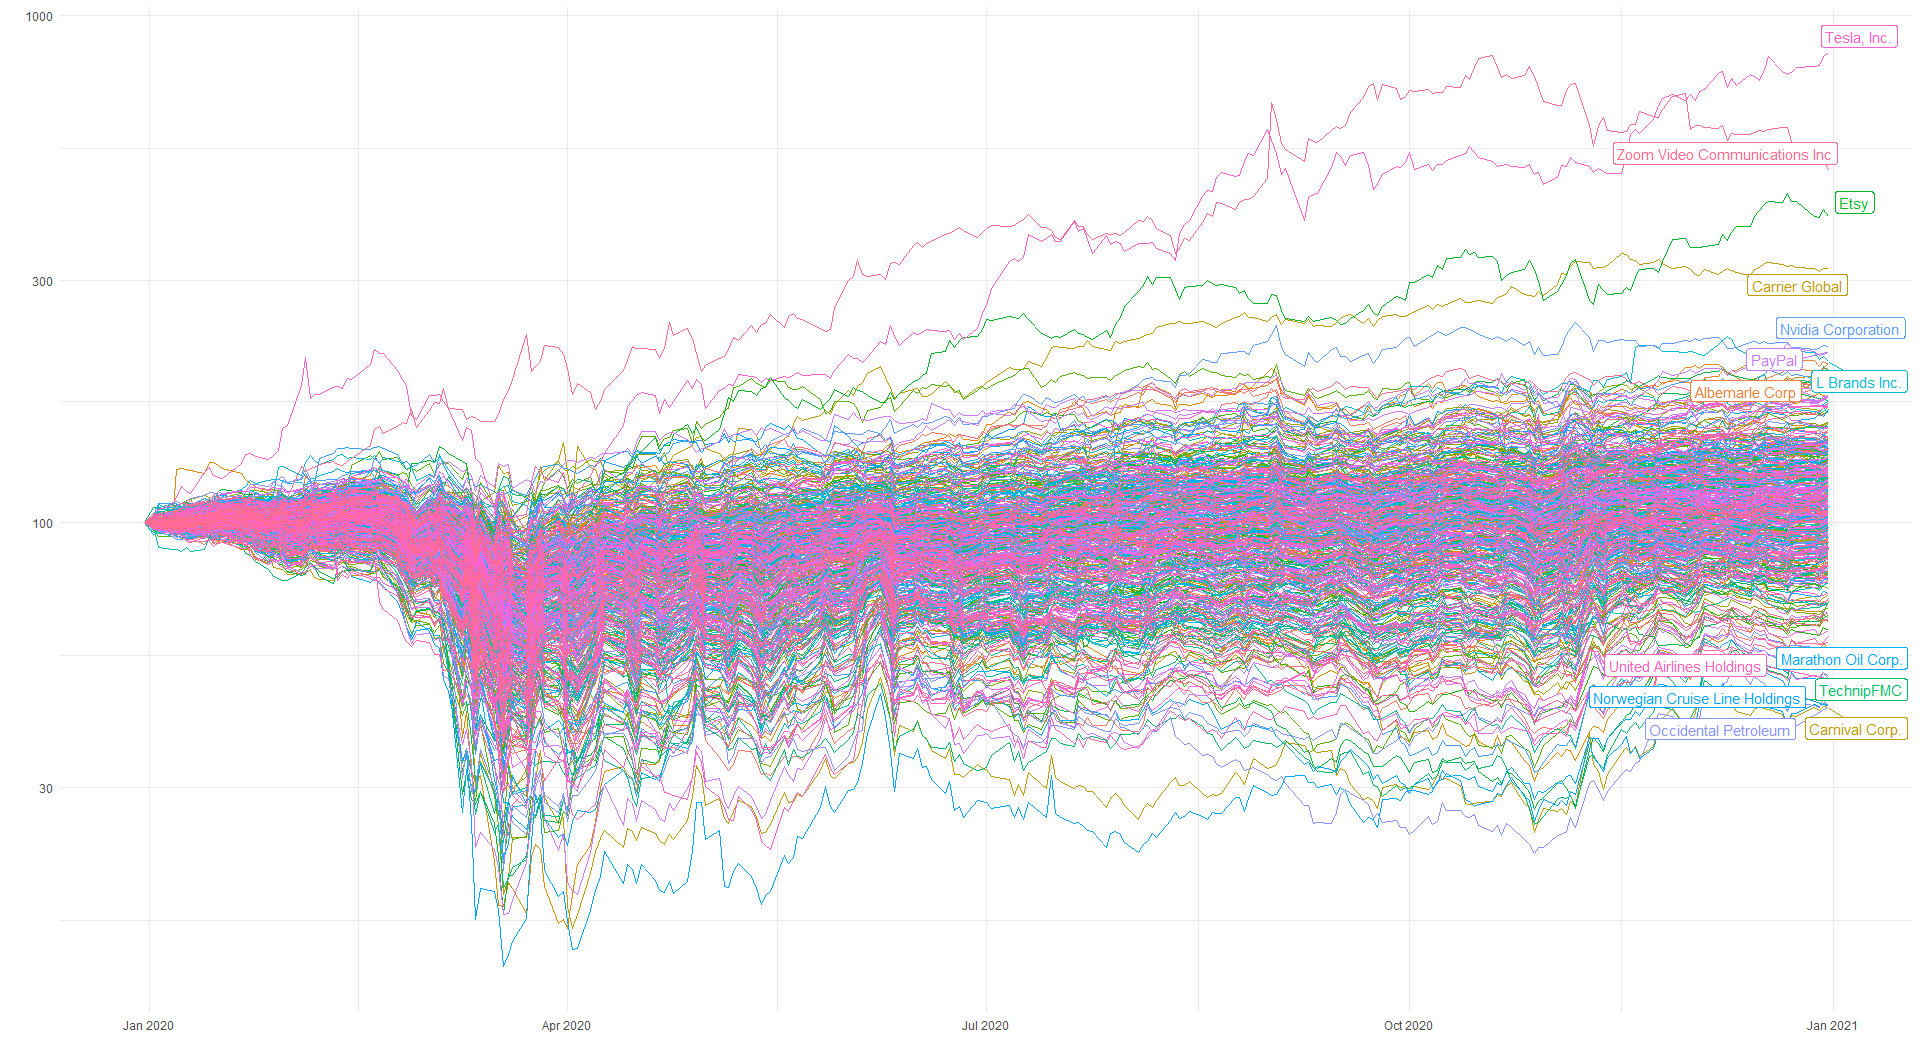 1000
Tesla, Inc.
Zoom Video Communications Inc
Etsy
300
Carrier Global
Nvidia Corporation
PayPal
L Brands Inc.
Albemarle Corp
100
Marathon Oil Corp.
United Airlines Holdings
TechnipFMC
Norwegian Cruise Line Holdings
Occidental Petroleum
Carnival Corp.
30
Jan 2020
Apr 2020
Jul 2020
Oct 2020
Jan 2021